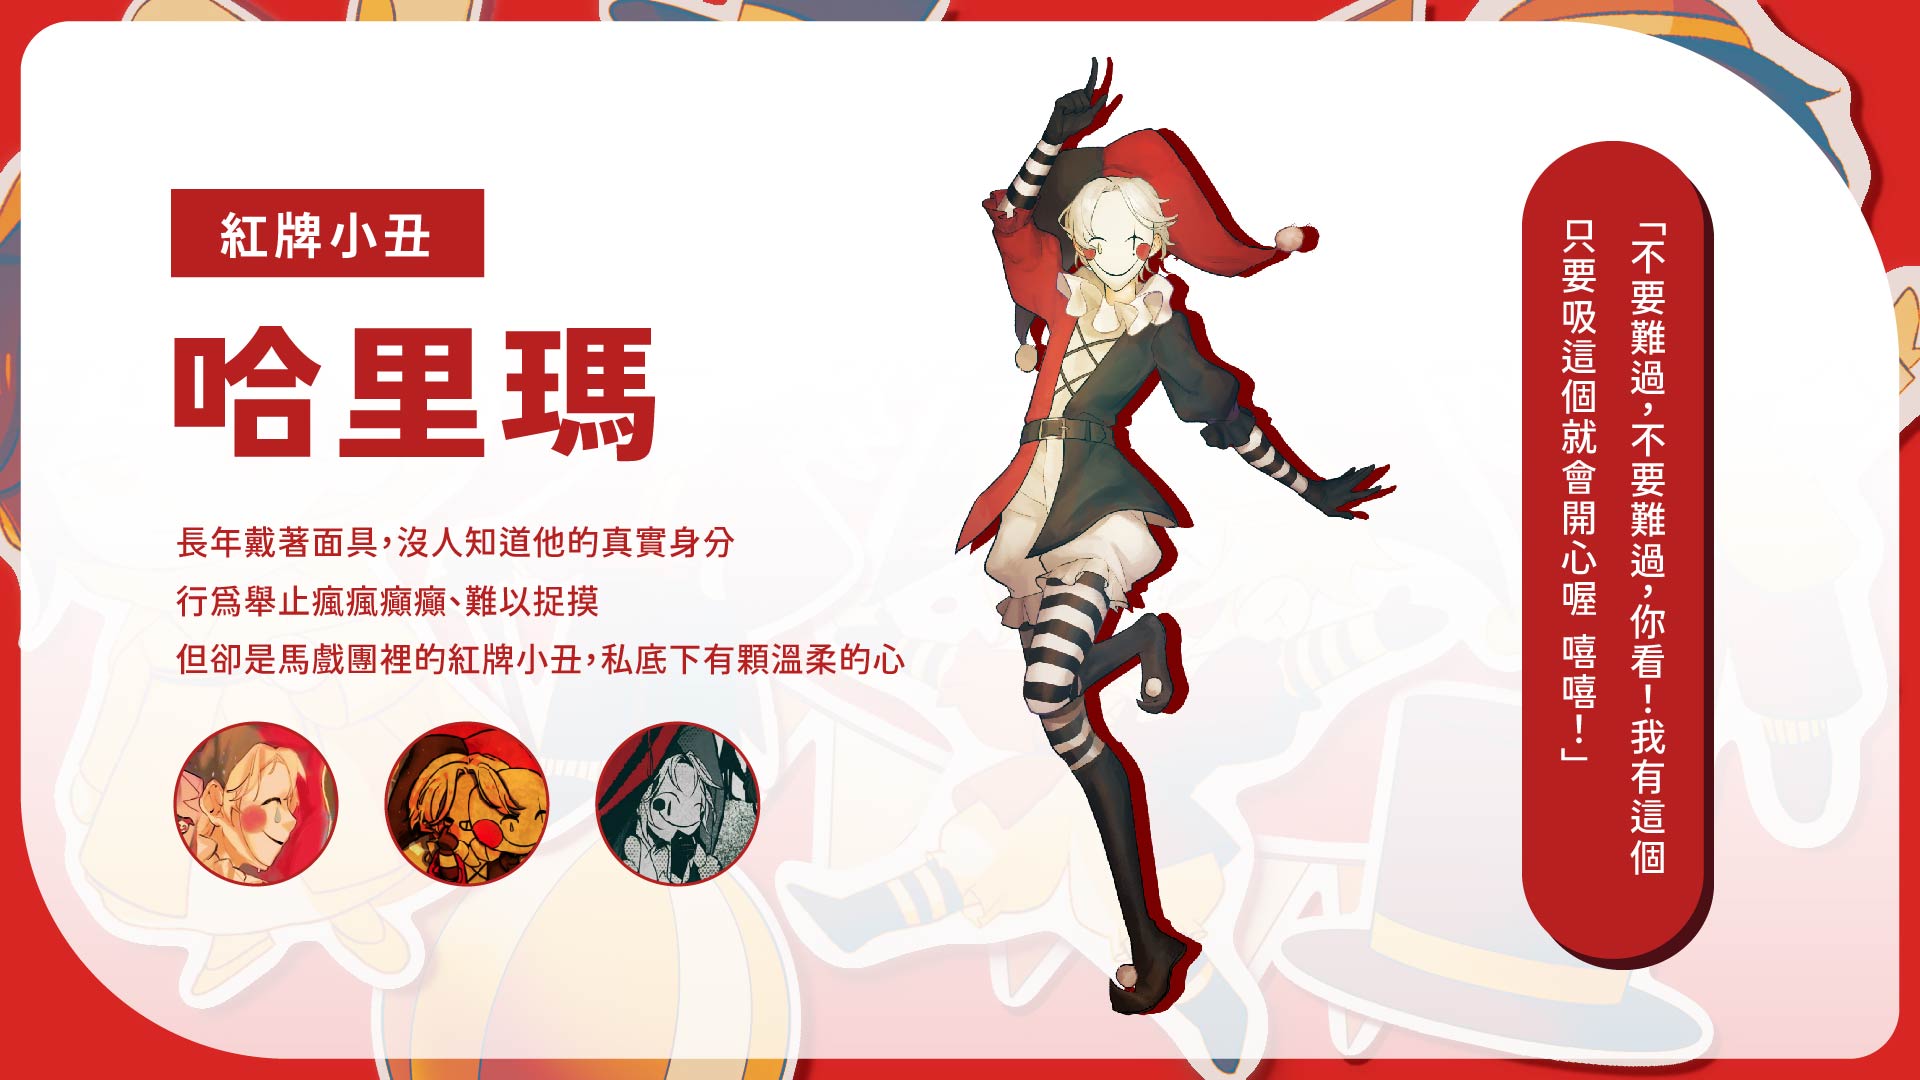 紅牌小丑
哈里瑪
長年戴著面具，沒人知道他的真實身分
行為舉止瘋瘋癲癲、難以捉摸
但卻是馬戲團裡的紅牌小丑，私底下有顆溫柔的心
「不要難過，不要難過，你看！我有這個
只要吸這個就會開心喔 嘻嘻！」